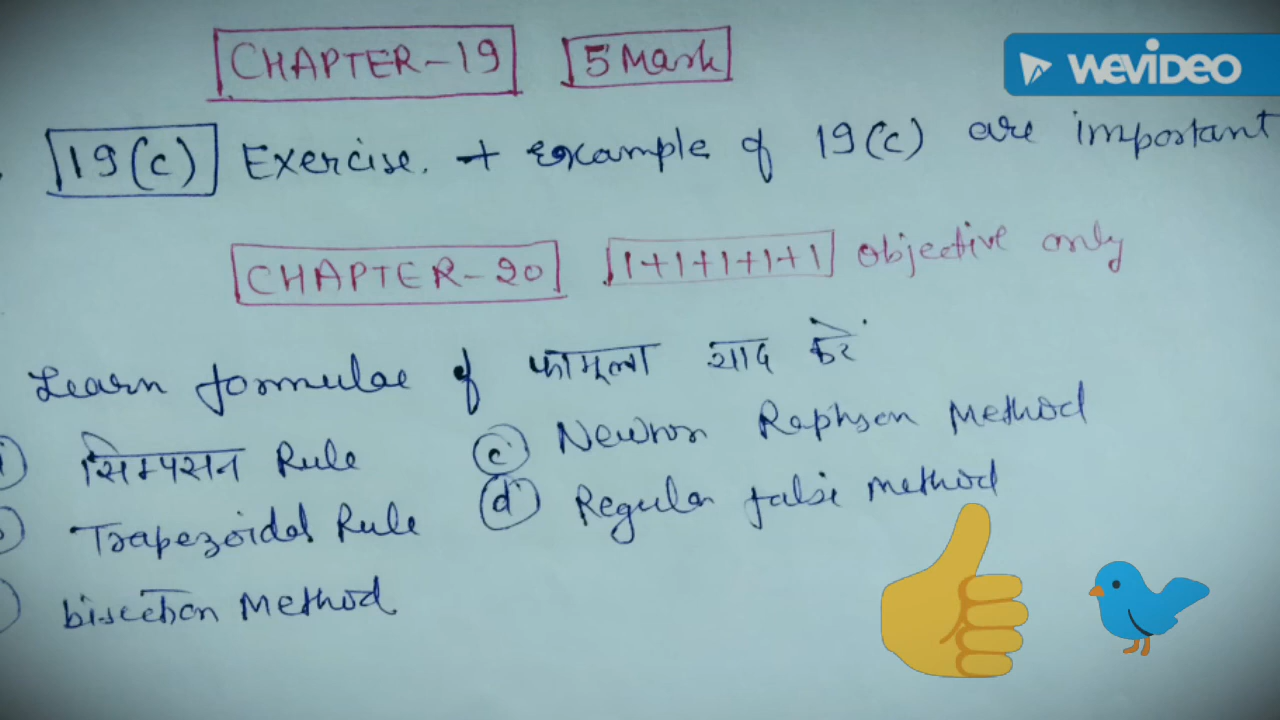 CHAPTER-19 5 Mark
WEVIDEO
19(c) Exercise. + example of 19(c) are important
CHAPTER-20 1+1+1+1+1 objective only
Learn formulae of फामूला याद करें
सिम्पसन Rule (c) Newton Raphson Method
Trapezoidal Rule (d) Regular falsi method
bisection Method